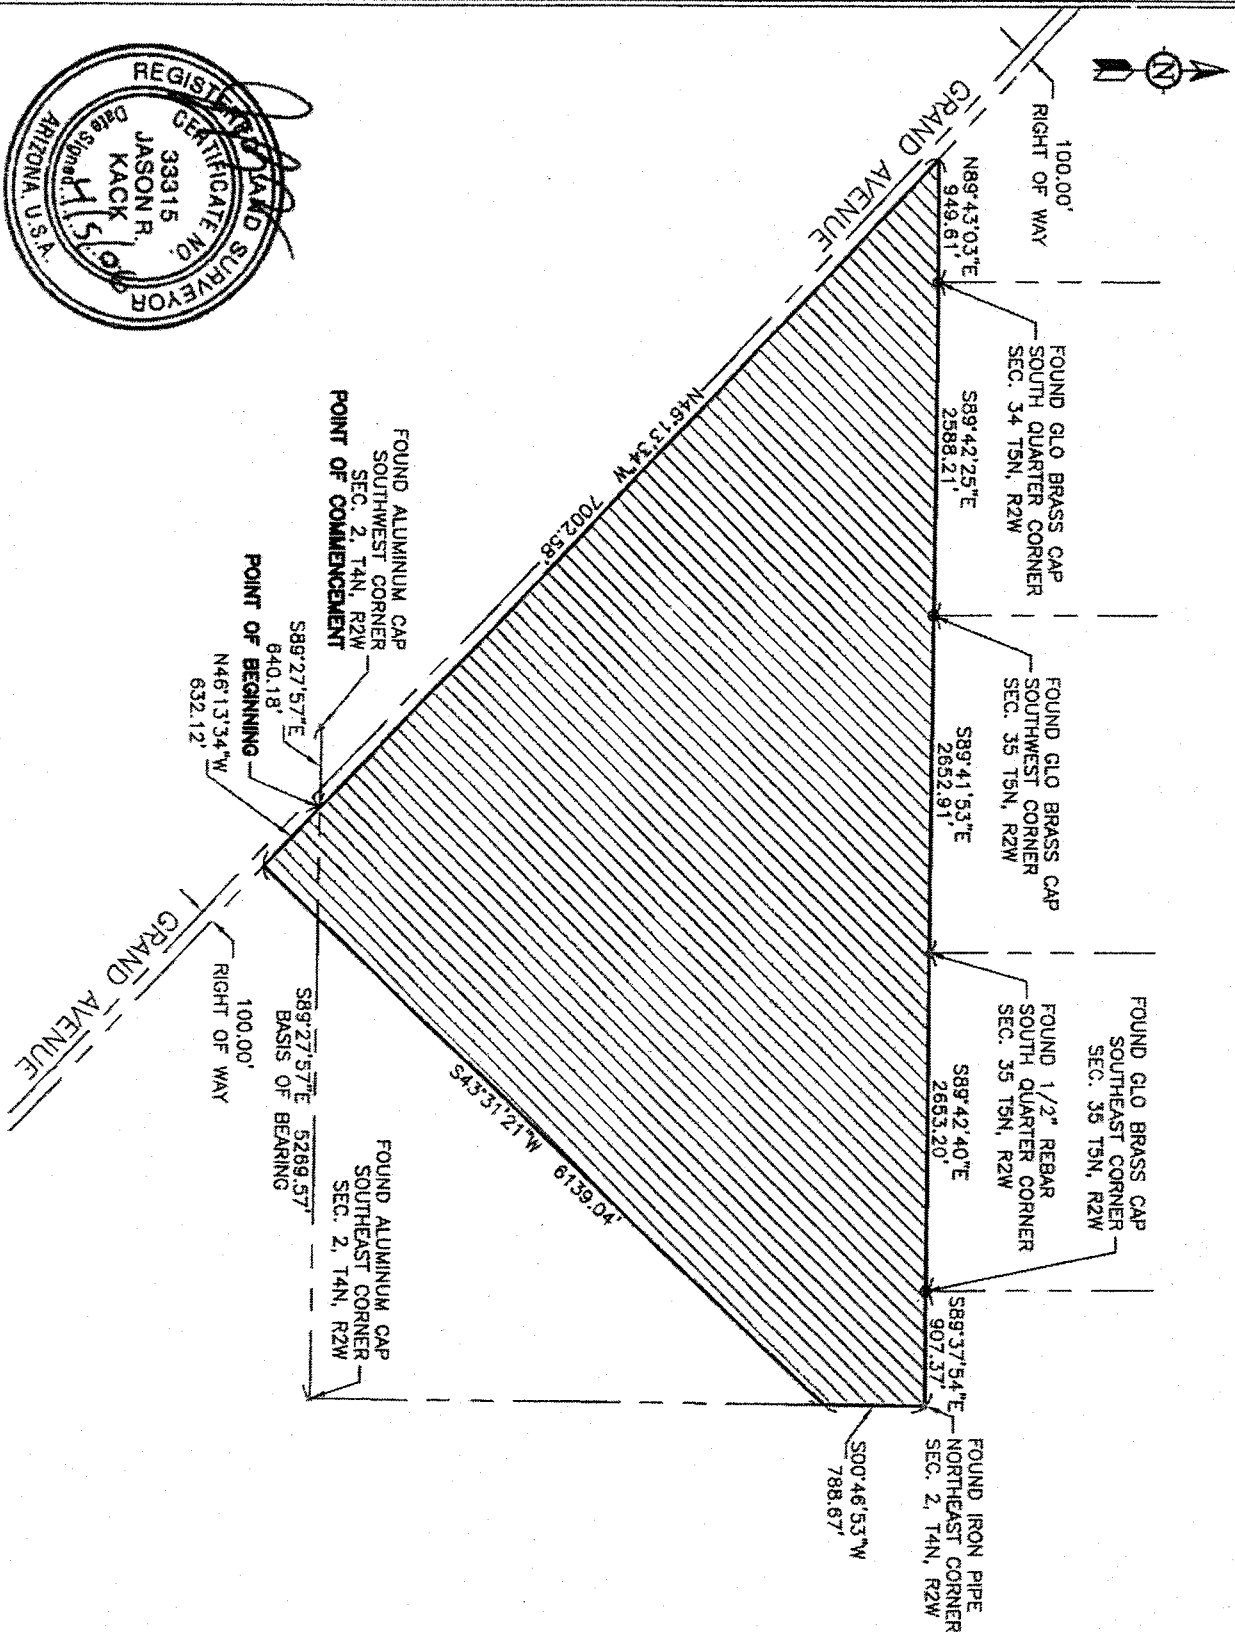 N
100.00'
RIGHT OF WAY
GRAND AVENUE
N89°43'03"E
949.61'
FOUND GLO BRASS CAP
SOUTH QUARTER CORNER
SEC. 34 T5N, R2W
S89°42'25"E
2588.21'
FOUND GLO BRASS CAP
SOUTHWEST CORNER
SEC. 35 T5N, R2W
S89°41'53"E
2652.91'
FOUND 1/2" REBAR
SOUTH QUARTER CORNER
SEC. 35 T5N, R2W
S89°42'40"E
2653.20'
FOUND GLO BRASS CAP
SOUTHEAST CORNER
SEC. 35 T5N, R2W
S89°37'54"E
907.37'
FOUND IRON PIPE
NORTHEAST CORNER
SEC. 2, T4N, R2W
S00°46'53"W
788.67'
N46°13'34"W 7002.58'
S43°31'21"W 6139.04'
FOUND ALUMINUM CAP
SOUTHWEST CORNER
SEC. 2, T4N, R2W
POINT OF COMMENCEMENT
S89°27'57"E
640.18'
POINT OF BEGINNING
N46°13'34"W
632.12'
S89°27'57"E 5269.57'
BASIS OF BEARING
FOUND ALUMINUM CAP
SOUTHEAST CORNER
SEC. 2, T4N, R2W
100.00'
RIGHT OF WAY
GRAND AVENUE
REGISTERED LAND SURVEYOR
CERTIFICATE NO.
33315
JASON R.
KACK
Date Signed
ARIZONA, U.S.A.